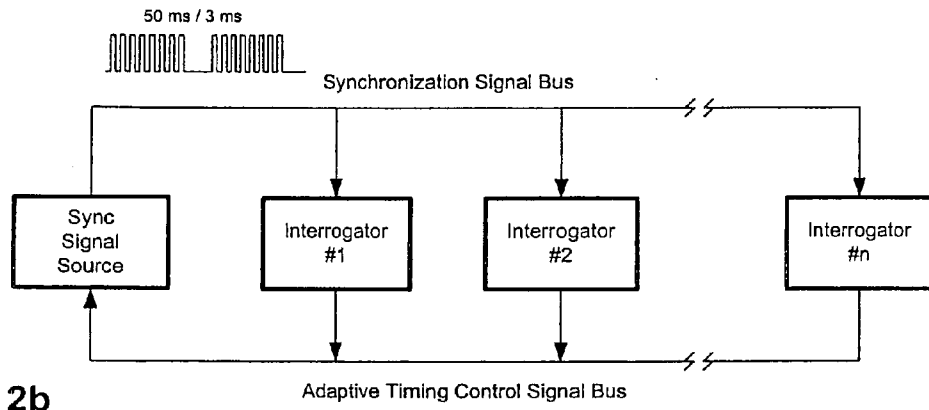 50 ms / 3 ms
Synchronization Signal Bus
Sync
Signal
Source
Interrogator
#1
Interrogator
#2
Interrogator
#n
Adaptive Timing Control Signal Bus
2b